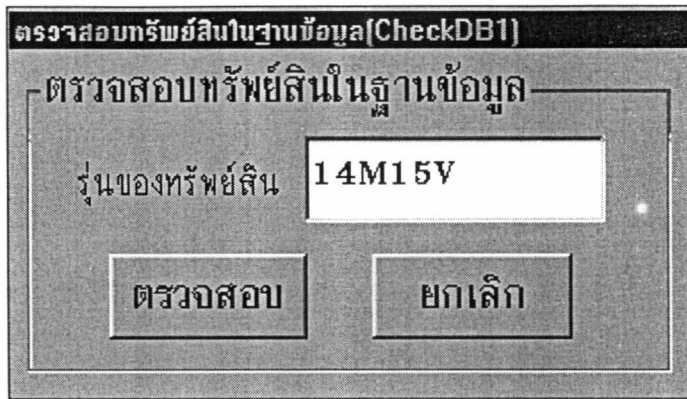 ตรวจสอบทรัพย์สินในฐานข้อมูล(CheckDB1)
ตรวจสอบทรัพย์สินในฐานข้อมูล
รุ่นของทรัพย์สิน 14M15V
ตรวจสอบ ยกเลิก